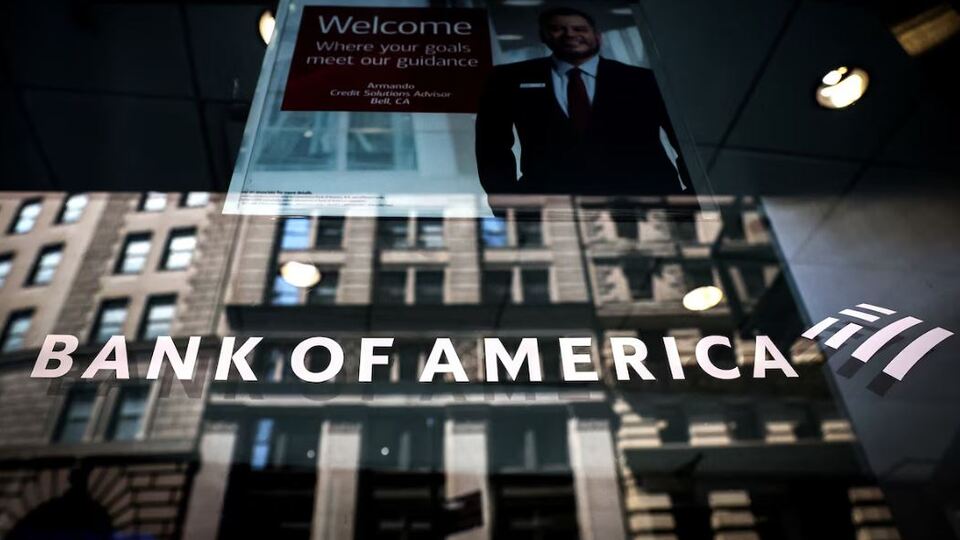 Welcome
Where your goals
meet our guidance
Armando
Credit Solutions Advisor
Bell, CA
BANK OF AMERICA